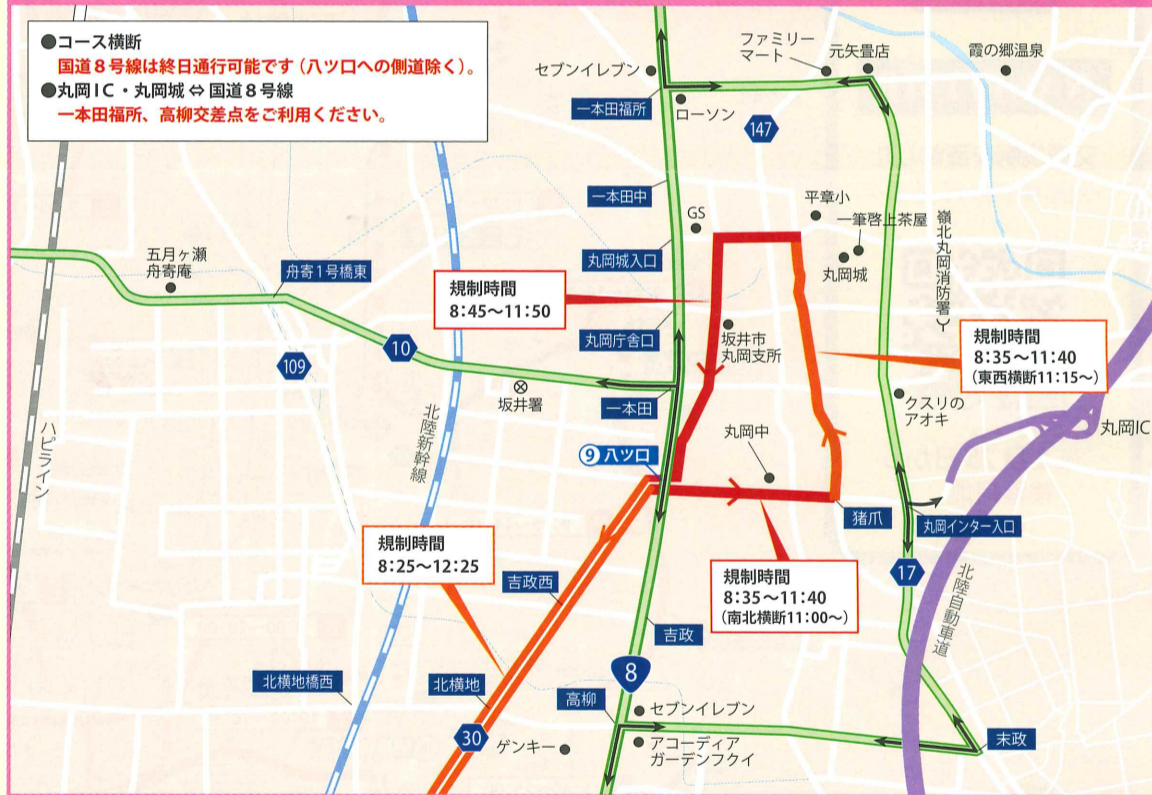 ●コース横断
国道８号線は終日通行可能です（八ツ口への側道除く）。
●丸岡IC・丸岡城 ⇔ 国道８号線
一本田福所、高柳交差点をご利用ください。
セブンイレブン
ファミリー
マート
元矢畳店
霞の郷温泉
一本田福所
ローソン
147
一本田中
平章小
GS
一筆啓上茶屋
丸岡城入口
丸岡城
嶺北丸岡消防署
五月ヶ瀬
舟寄庵
舟寄１号橋東
規制時間
8：45～11：50
坂井市
丸岡支所
規制時間
8：35～11：40
（東西横断11：15～）
丸岡庁舎口
10
109
坂井署
一本田
クスリの
アオキ
丸岡IC
ハピライン
北陸新幹線
丸岡中
⑨ 八ツ口
猪爪
丸岡インター入口
規制時間
8：25～12：25
規制時間
8：35～11：40
（南北横断11：00～）
17
北陸自動車道
吉政西
吉政
8
北横地橋西
北横地
高柳
セブンイレブン
30
ゲンキー
アコーディア
ガーデンフクイ
末政